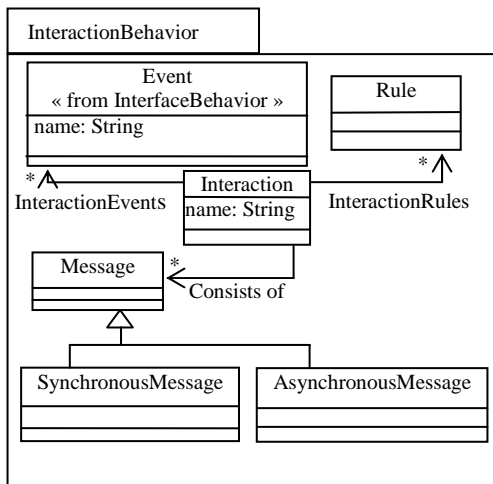 InteractionBehavior
Event
« from InterfaceBehavior »
name: String
Rule
*
*
Interaction
InteractionEvents
name: String
InteractionRules
Message
*
Consists of
SynchronousMessage
AsynchronousMessage